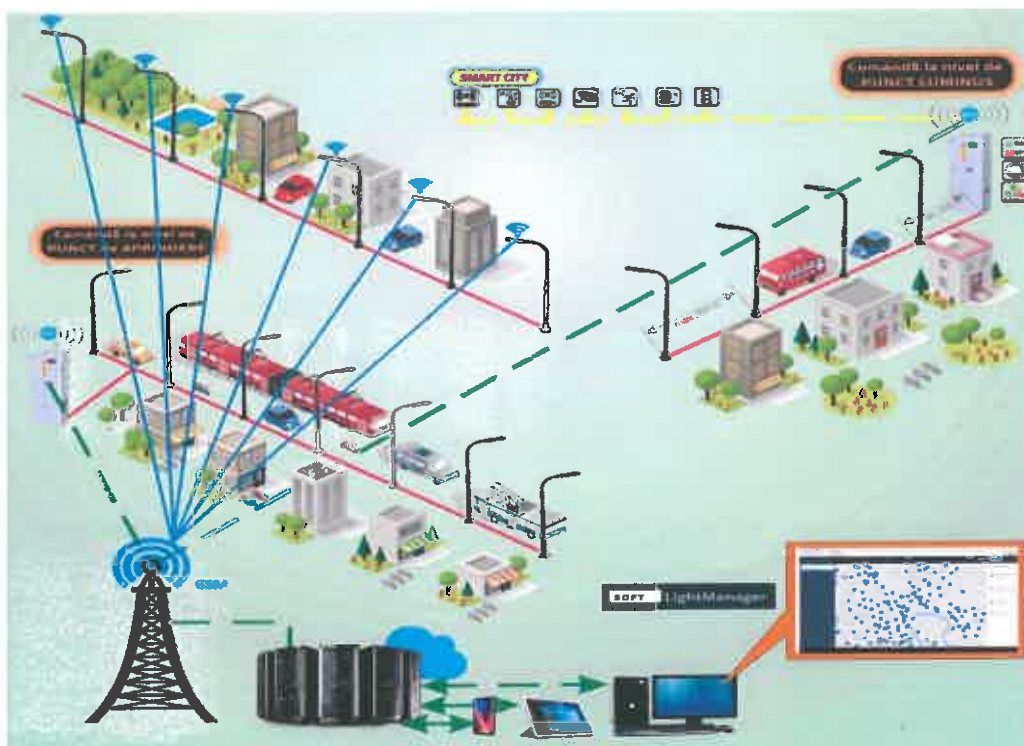 SMART CITY
Comandă la nivel de
PUNCT LUMINOS
Comandă la nivel de
PUNCT de APRINDERE
GSM
SOFT LightManager